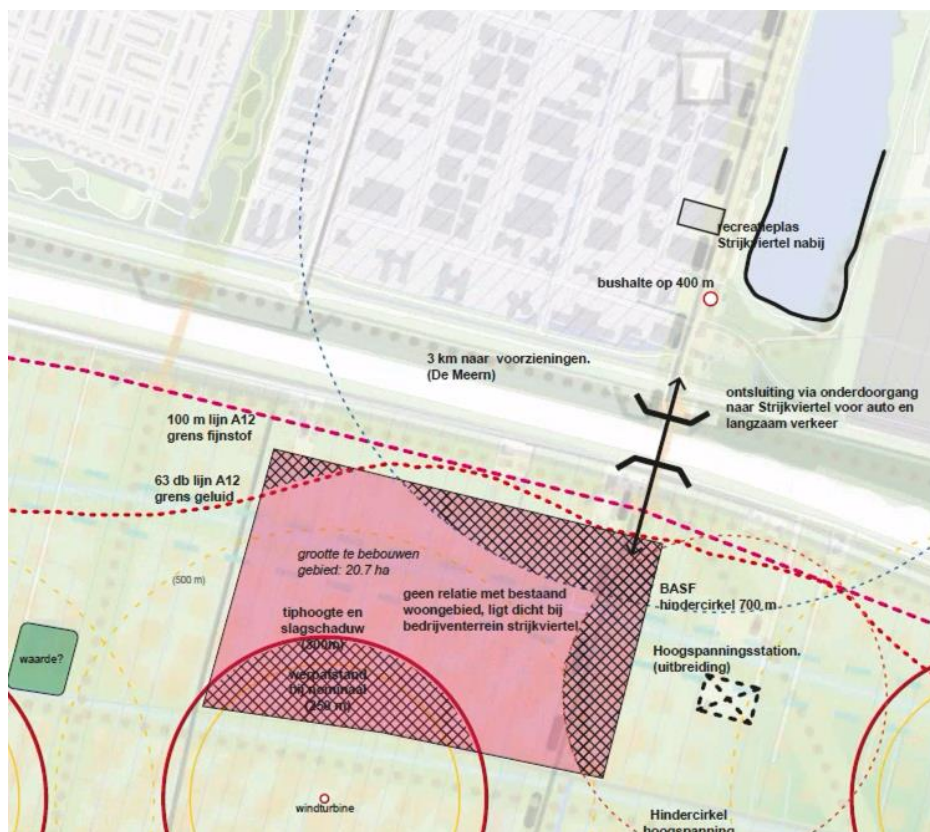 recreatieplas
Strijkviertel nabij
bushalte op 400 m
3 km naar voorzieningen.
(De Meern)
ontsluiting via onderdoorgang
naar Strijkviertel voor auto en
langzaam verkeer
100 m lijn A12
grens fijnstof
63 db lijn A12
grens geluid
grootte te bebouwen
gebied: 20.7 ha
(500 m)
geen relatie met bestaand
woongebied, ligt dicht bij
bedrijventerrein strijkviertel.
BASF
hindercirkel 700 m
tiphoogte en
slagschaduw
(300m)
Hoogspanningsstation.
(uitbreiding)
waarde?
werpafstand
bij nominaal
(250 m)
windturbine
Hindercirkel
hoogspanning